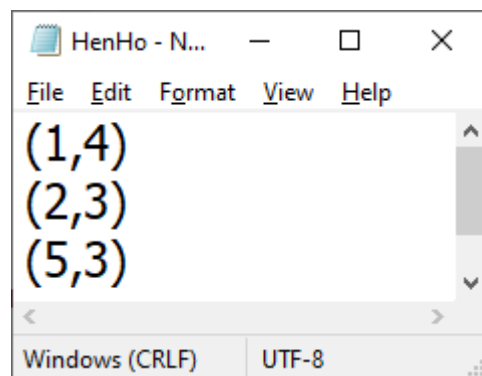 HenHo - N...
File Edit Format View Help
(1,4)
(2,3)
(5,3)
Windows (CRLF) UTF-8